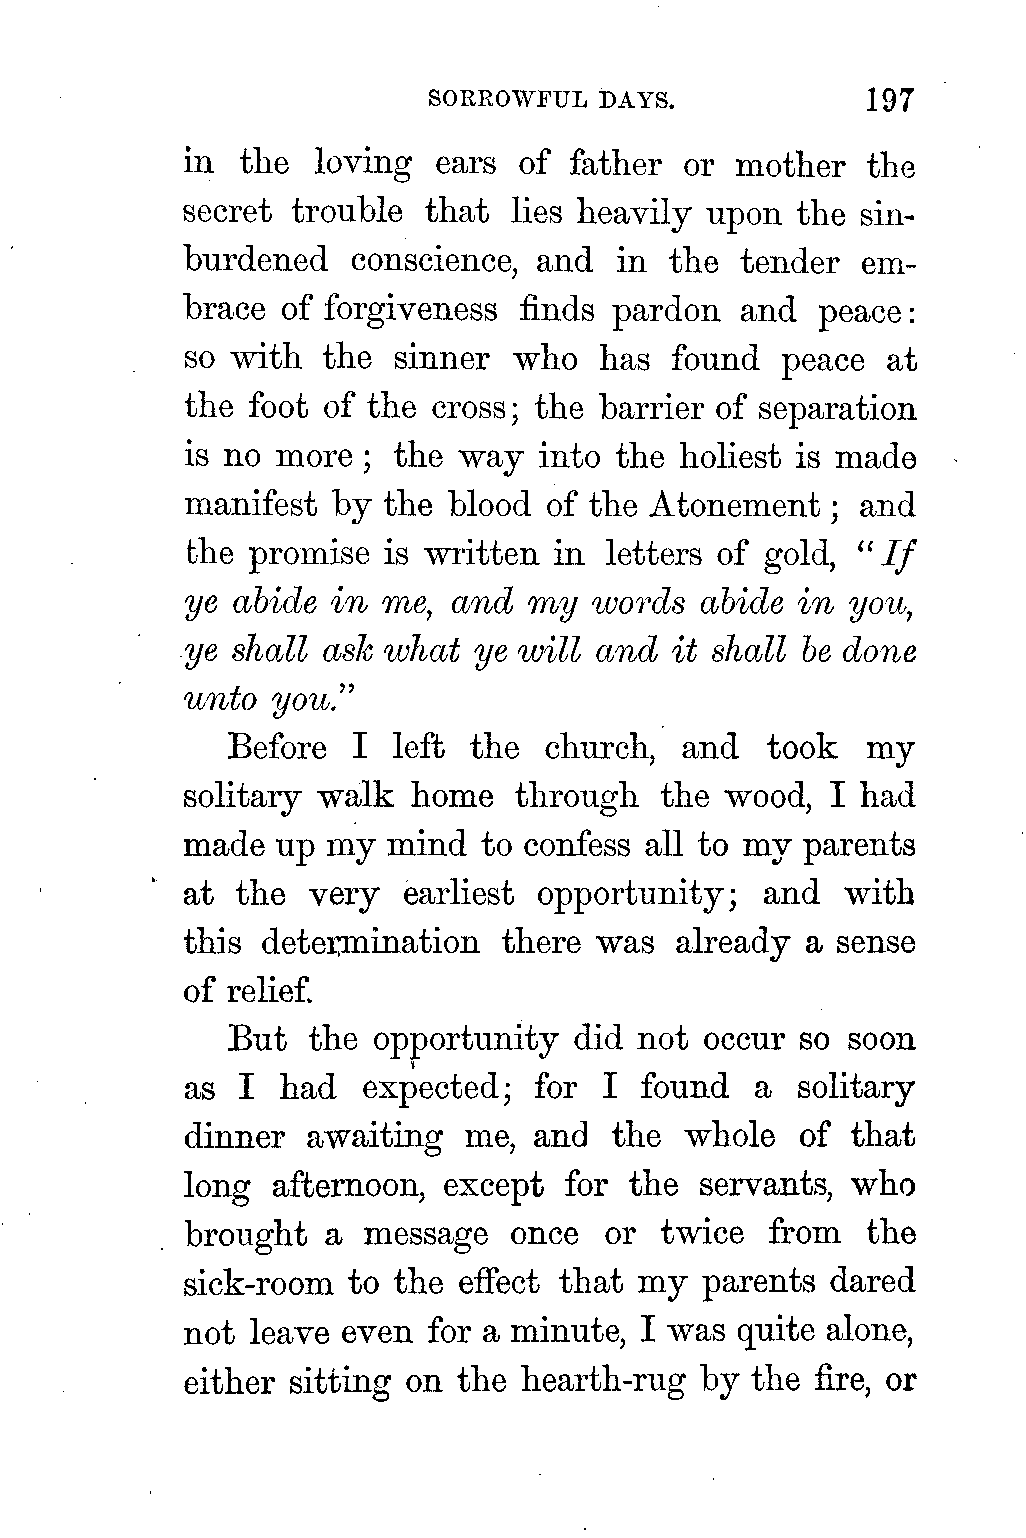 SORROWFUL DAYS. 197
in the loving ears of father or mother the
secret trouble that lies heavily upon the sin-
burdened conscience, and in the tender em-
brace of forgiveness finds pardon and peace:
so with the sinner who has found peace at
the foot of the cross; the barrier of separation
is no more; the way into the holiest is made
manifest by the blood of the Atonement; and
the promise is written in letters of gold, "If
ye abide in me, and my words abide in you,
ye shall ask what ye will and it shall be done
unto you."
Before I left the church, and took my
solitary walk home through the wood, I had
made up my mind to confess all to my parents
at the very earliest opportunity; and with
this determination there was already a sense
of relief.
But the opportunity did not occur so soon
as I had expected; for I found a solitary
dinner awaiting me, and the whole of that
long afternoon, except for the servants, who
brought a message once or twice from the
sick-room to the effect that my parents dared
not leave even for a minute, I was quite alone,
either sitting on the hearth-rug by the fire, or